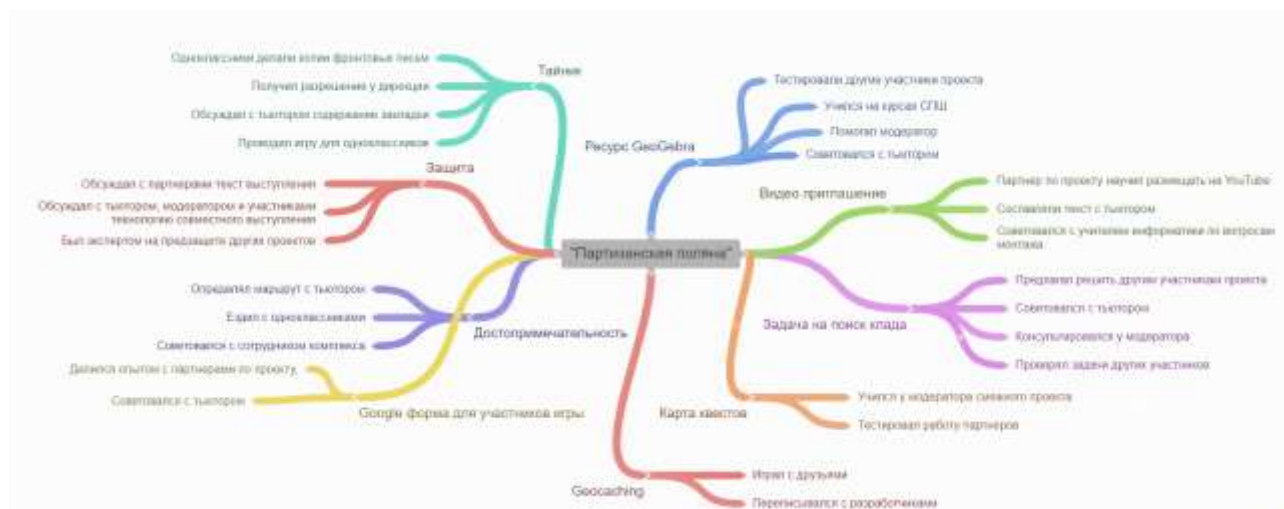 Одноклассники делали копии фронтовых писем
Получил разрешение у дирекции
Обсуждал с тьютором содержание закладки
Проводил игру для одноклассников
Тайник
Обсуждал с партнерами текст выступления
Обсуждал с тьютором, модератором и участниками
технологию совместного выступления
Был экспертом на предзащите других проектов
Защита
Определял маршрут с тьютором
Ездил с одноклассниками
Советовался с сотрудником комплекса
Достопримечательность
Делился опытом с партнерами по проекту,
Советовался с тьютором
Google форма для участников игры
"Партизанская поляна"
Ресурс GeoGebra
Тестировали другие участники проекта
Учился на курсах СПШ
Помогал модератор
Советовался с тьютором
Видео приглашение
Партнер по проекту научил размещать на YouTube
Составляли текст с тьютором
Советовался с учителем информатики по вопросам
монтажа
Задача на поиск клада
Предлагал решить другим участникам проекта
Советовался с тьютором
Консультировался у модератора
Проверял задачи других участников
Карта квестов
Учился у модератора смежного проекта
Тестировал работу партнеров
Geocaching
Играл с друзьями
Переписывался с разработчиками